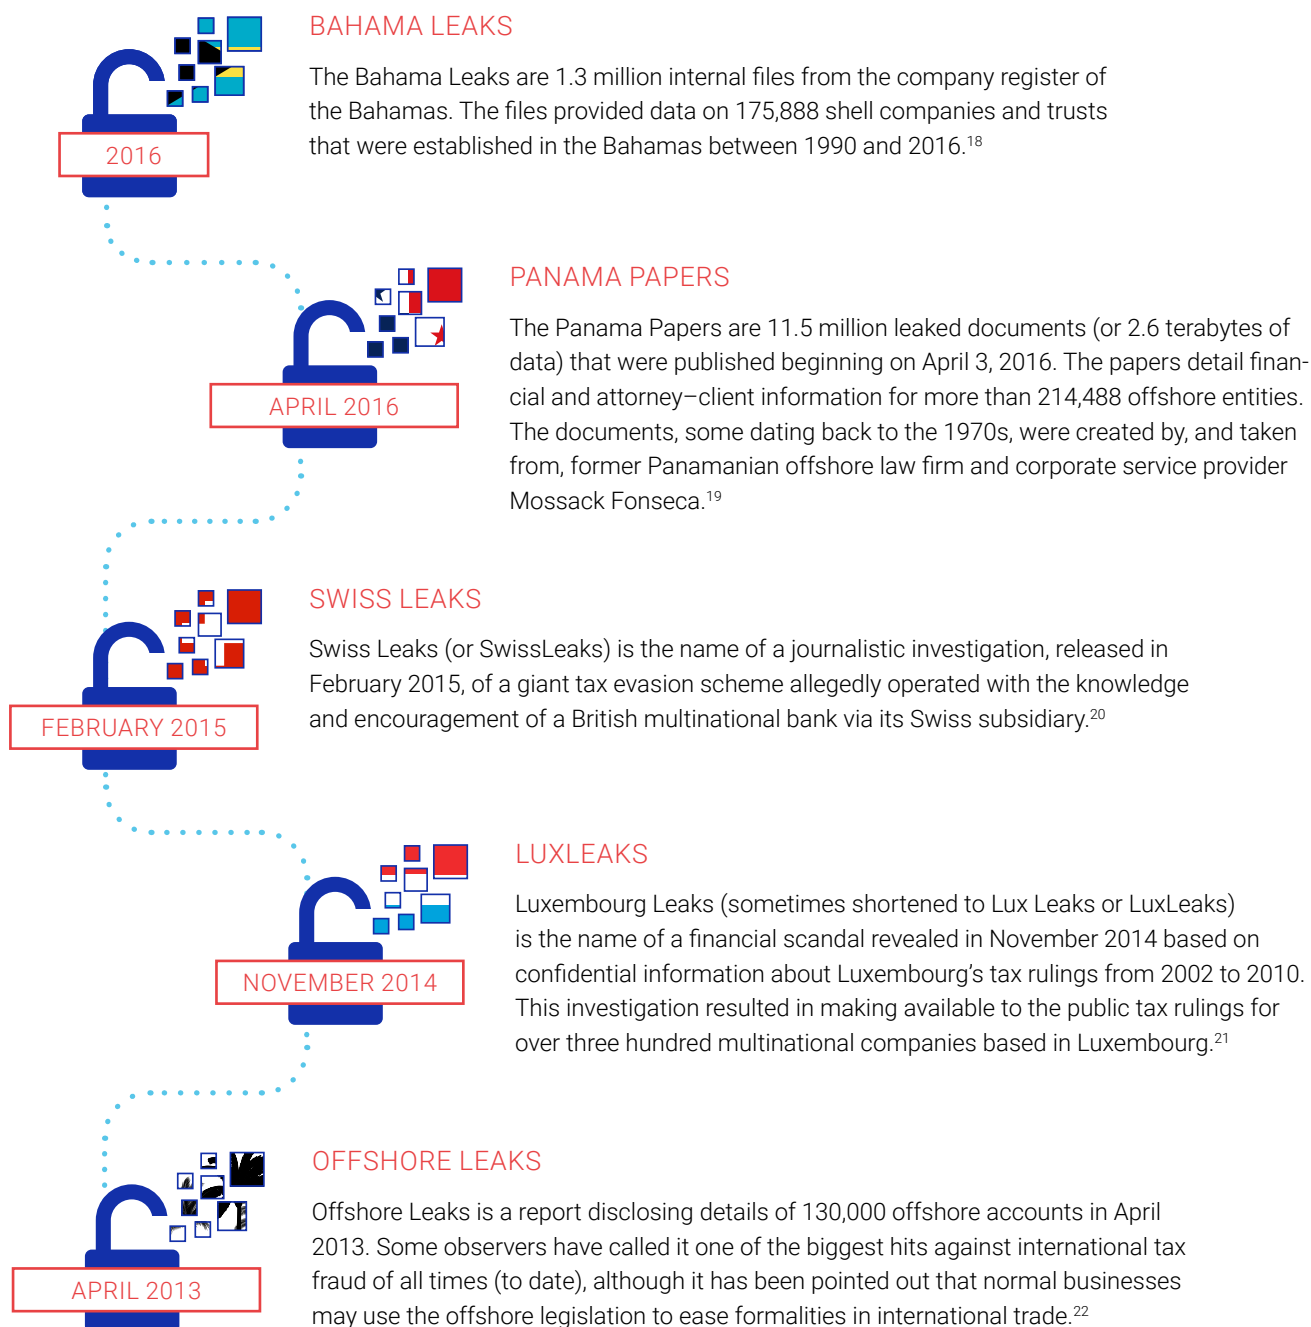 BAHAMA LEAKS
The Bahama Leaks are 1.3 million internal files from the company register of
the Bahamas. The files provided data on 175,888 shell companies and trusts
that were established in the Bahamas between 1990 and 2016.18
2016
PANAMA PAPERS
The Panama Papers are 11.5 million leaked documents (or 2.6 terabytes of
data) that were published beginning on April 3, 2016. The papers detail finan-
cial and attorney–client information for more than 214,488 offshore entities.
The documents, some dating back to the 1970s, were created by, and taken
from, former Panamanian offshore law firm and corporate service provider
Mossack Fonseca.19
APRIL 2016
SWISS LEAKS
Swiss Leaks (or SwissLeaks) is the name of a journalistic investigation, released in
February 2015, of a giant tax evasion scheme allegedly operated with the knowledge
and encouragement of a British multinational bank via its Swiss subsidiary.20
FEBRUARY 2015
LUXLEAKS
Luxembourg Leaks (sometimes shortened to Lux Leaks or LuxLeaks)
is the name of a financial scandal revealed in November 2014 based on
confidential information about Luxembourg’s tax rulings from 2002 to 2010.
This investigation resulted in making available to the public tax rulings for
over three hundred multinational companies based in Luxembourg.21
NOVEMBER 2014
OFFSHORE LEAKS
Offshore Leaks is a report disclosing details of 130,000 offshore accounts in April
2013. Some observers have called it one of the biggest hits against international tax
fraud of all times (to date), although it has been pointed out that normal businesses
may use the offshore legislation to ease formalities in international trade.22
APRIL 2013